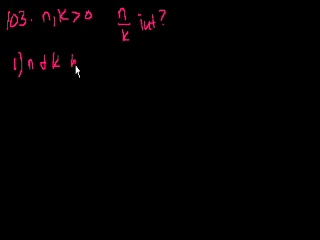 103. n, k > 0 n/k int?
1) n + k